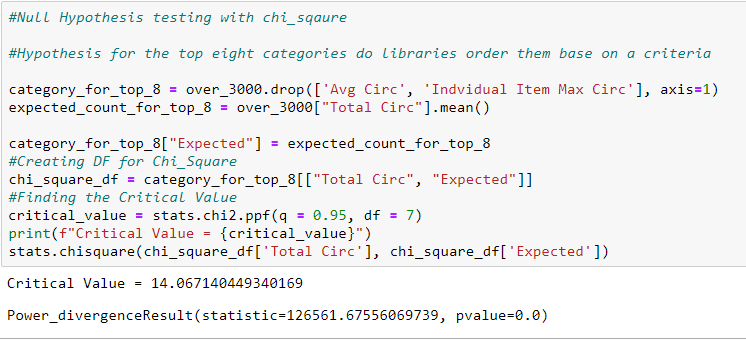 #Null Hypothesis testing with chi_sqaure
#Hypothesis for the top eight categories do libraries order them base on a criteria
category_for_top_8 = over_3000.drop(['Avg Circ', 'Indvidual Item Max Circ'], axis=1)
expected_count_for_top_8 = over_3000["Total Circ"].mean()
category_for_top_8["Expected"] = expected_count_for_top_8
#Creating DF for Chi_Square
chi_square_df = category_for_top_8[["Total Circ", "Expected"]]
#Finding the Critical Value
critical_value = stats.chi2.ppf(q = 0.95, df = 7)
print(f"Critical Value = {critical_value}")
stats.chisquare(chi_square_df['Total Circ'], chi_square_df['Expected'])
Critical Value = 14.067140449340169
Power_divergenceResult(statistic=126561.67556069739, pvalue=0.0)